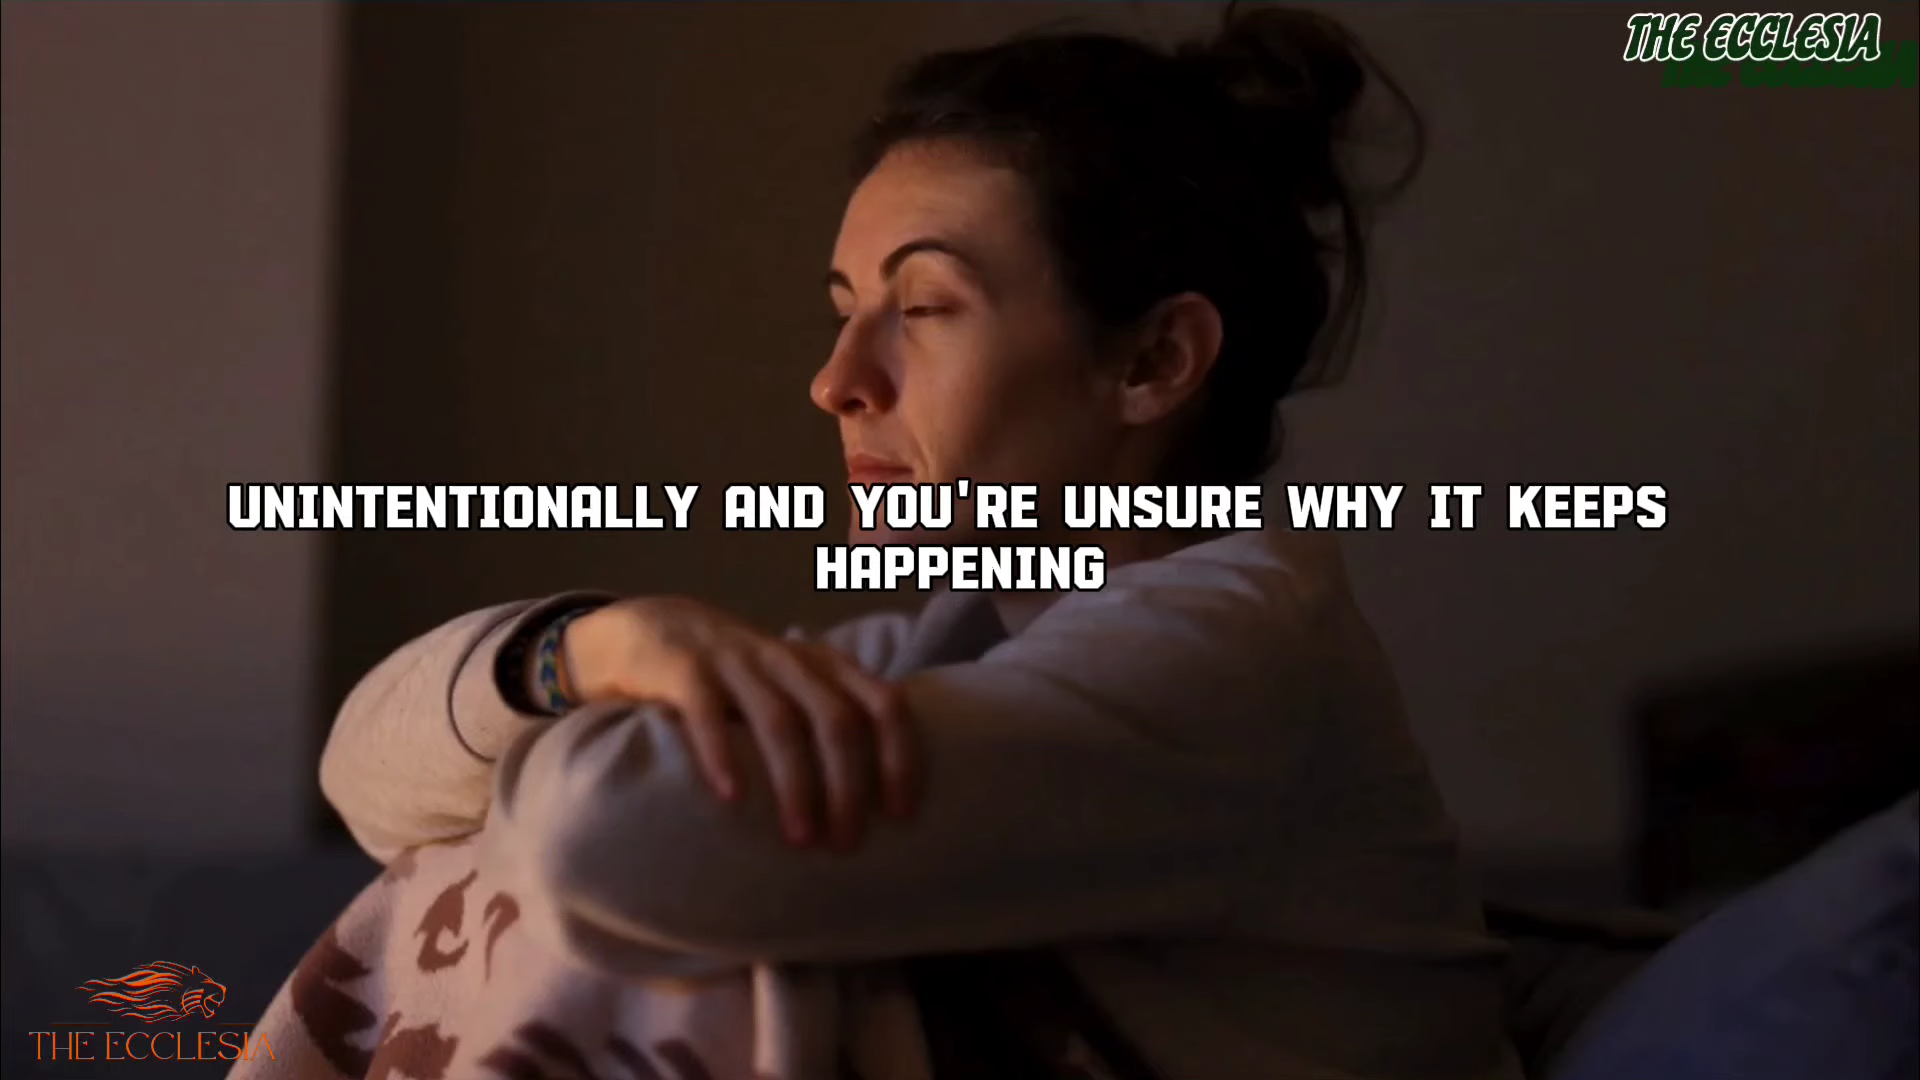 THE ECCLESIA
UNINTENTIONALLY AND YOU'RE UNSURE WHY IT KEEPS
HAPPENING
THE ECCLESIA